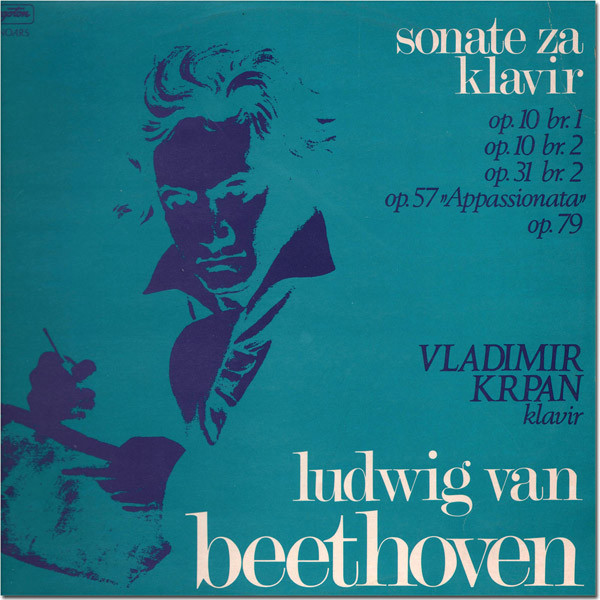 sonate za
klavir
op. 10 br. 1
op. 10 br. 2
op. 31 br. 2
op. 57 »Appassionata»
op. 79
VLADIMIR
KRPAN
klavir
ludwig van
beethoven